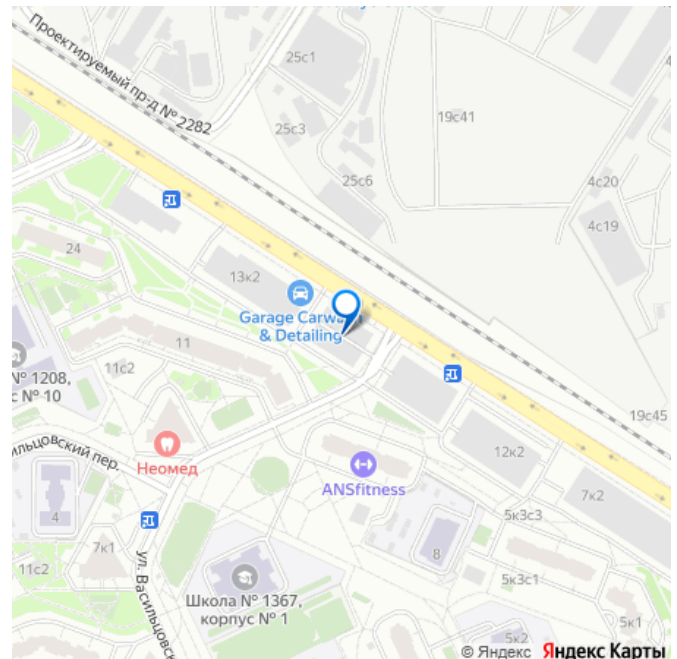 Проектируемый пр-д № 2282
25с1
25с3
19с41
25с6
4с20
4с19
24
13к2
Garage Carwa
& Detailing
11
11с2
№ 1208,
с № 10
19с45
Неомед
ANSfitness
12к2
7к2
ильцовский пер.
5к3с3
4
8
7к1
11с2
ул. Васильцовск
Школа № 1367,
корпус № 1
5к3с1
5к2
5с1
© Яндекс Яндекс Карты